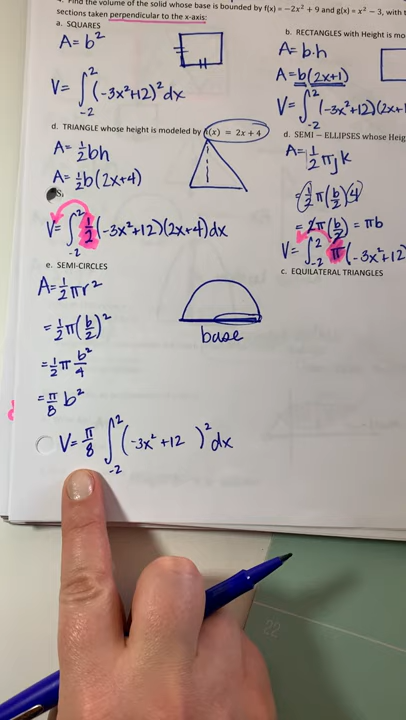 Find the volume of the solid whose base is bounded by f(x) = −2x² + 9 and g(x) = x² − 3, with
sections taken perpendicular to the x-axis:
a. SQUARES
A= b²
V= ∫₋₂² (-3x²+12)² dx
b. RECTANGLES with Height is mo
A= b·h
A= b(2x+1)
V= ∫₋₂² (-3x²+12)(2x+
d. TRIANGLE whose height is modeled by h(x) = 2x + 4
A= ½bh
A= ½b(2x+4)
V= ∫₋₂² ½(-3x²+12)(2x+4)dx
d. SEMI – ELLIPSES whose Heig
A= ½πjk
= ½π(b/2)(4)
= 2π(b/2) = πb
V= ∫₋₂² π(-3x²+12
e. SEMI-CIRCLES
A= ½πr²
= ½π(b/2)²
= ½π b²/4
= π/8 b²
V= π/8 ∫₋₂² (-3x²+12 )² dx
base
c. EQUILATERAL TRIANGLES
22